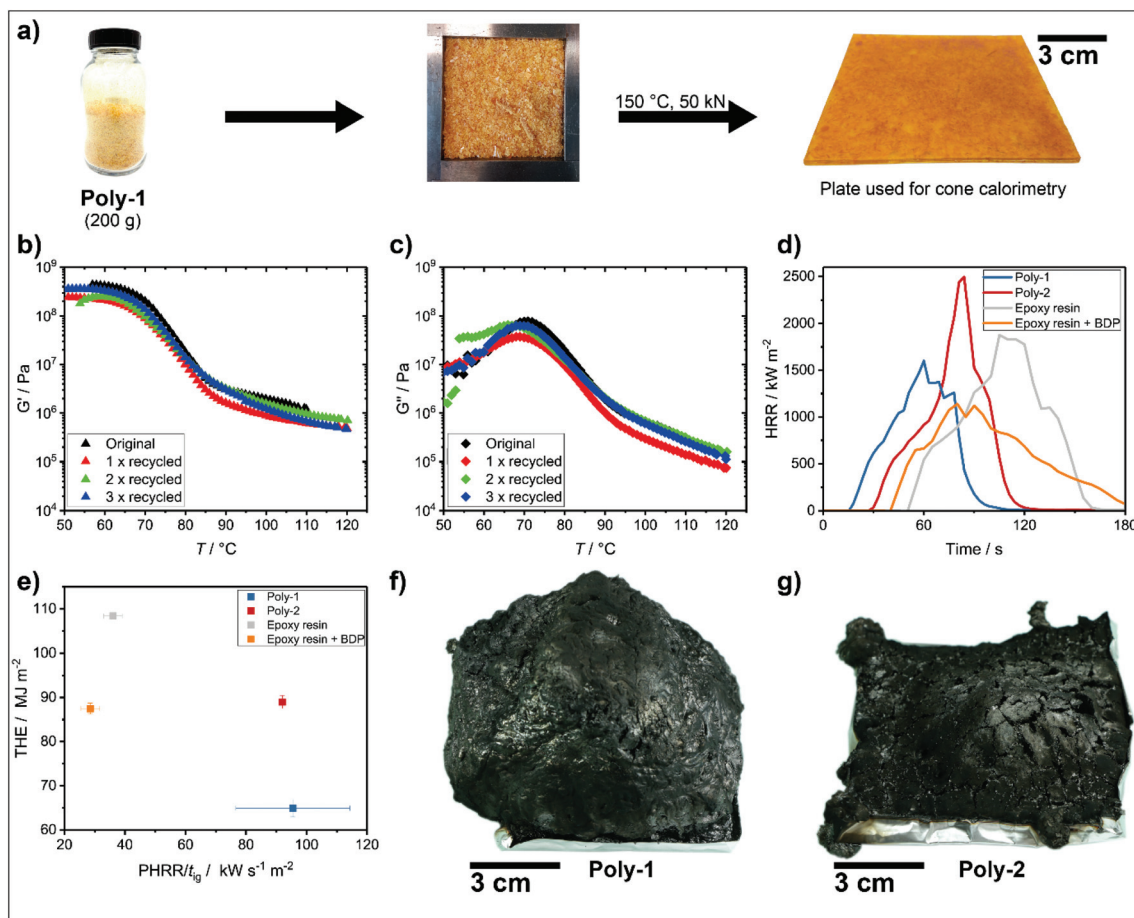 a)
Poly-1
(200 g)
150 °C, 50 kN
3 cm
Plate used for cone calorimetry
b)
G' / Pa
10⁹
10⁸
10⁷
10⁶
10⁵
10⁴
Original
1 x recycled
2 x recycled
3 x recycled
50 60 70 80 90 100 110 120
T / °C
c)
G'' / Pa
10⁹
10⁸
10⁷
10⁶
10⁵
10⁴
Original
1 x recycled
2 x recycled
3 x recycled
50 60 70 80 90 100 110 120
T / °C
d)
HRR / kW m⁻²
2500
2000
1500
1000
500
0
Poly-1
Poly-2
Epoxy resin
Epoxy resin + BDP
0 60 120 180
Time / s
e)
THE / MJ m⁻²
110
100
90
80
70
60
Poly-1
Poly-2
Epoxy resin
Epoxy resin + BDP
20 40 60 80 100 120
PHRR/tig / kW s⁻¹ m⁻²
f)
3 cm
Poly-1
g)
3 cm
Poly-2